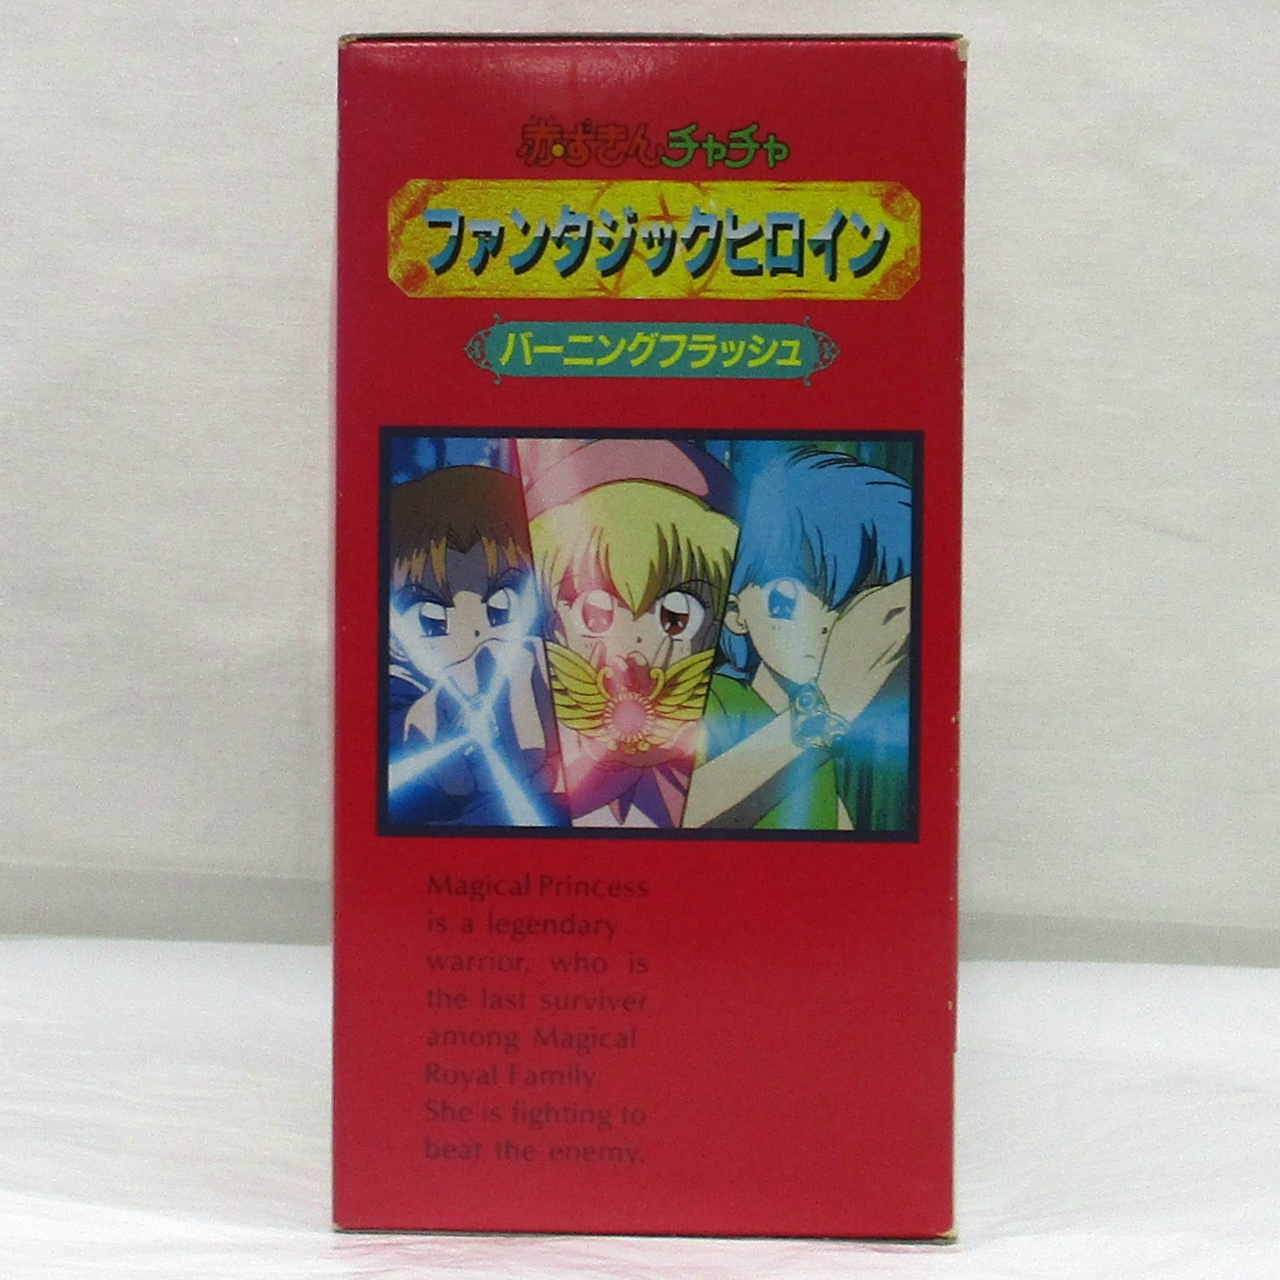 赤ずきんチャチャ
ファンタジックヒロイン
バーニングフラッシュ
Magical Princess
is a legendary
warrior, who is
the last surviver
among Magical
Royal Family.
She is fighting to
beat the enemy.